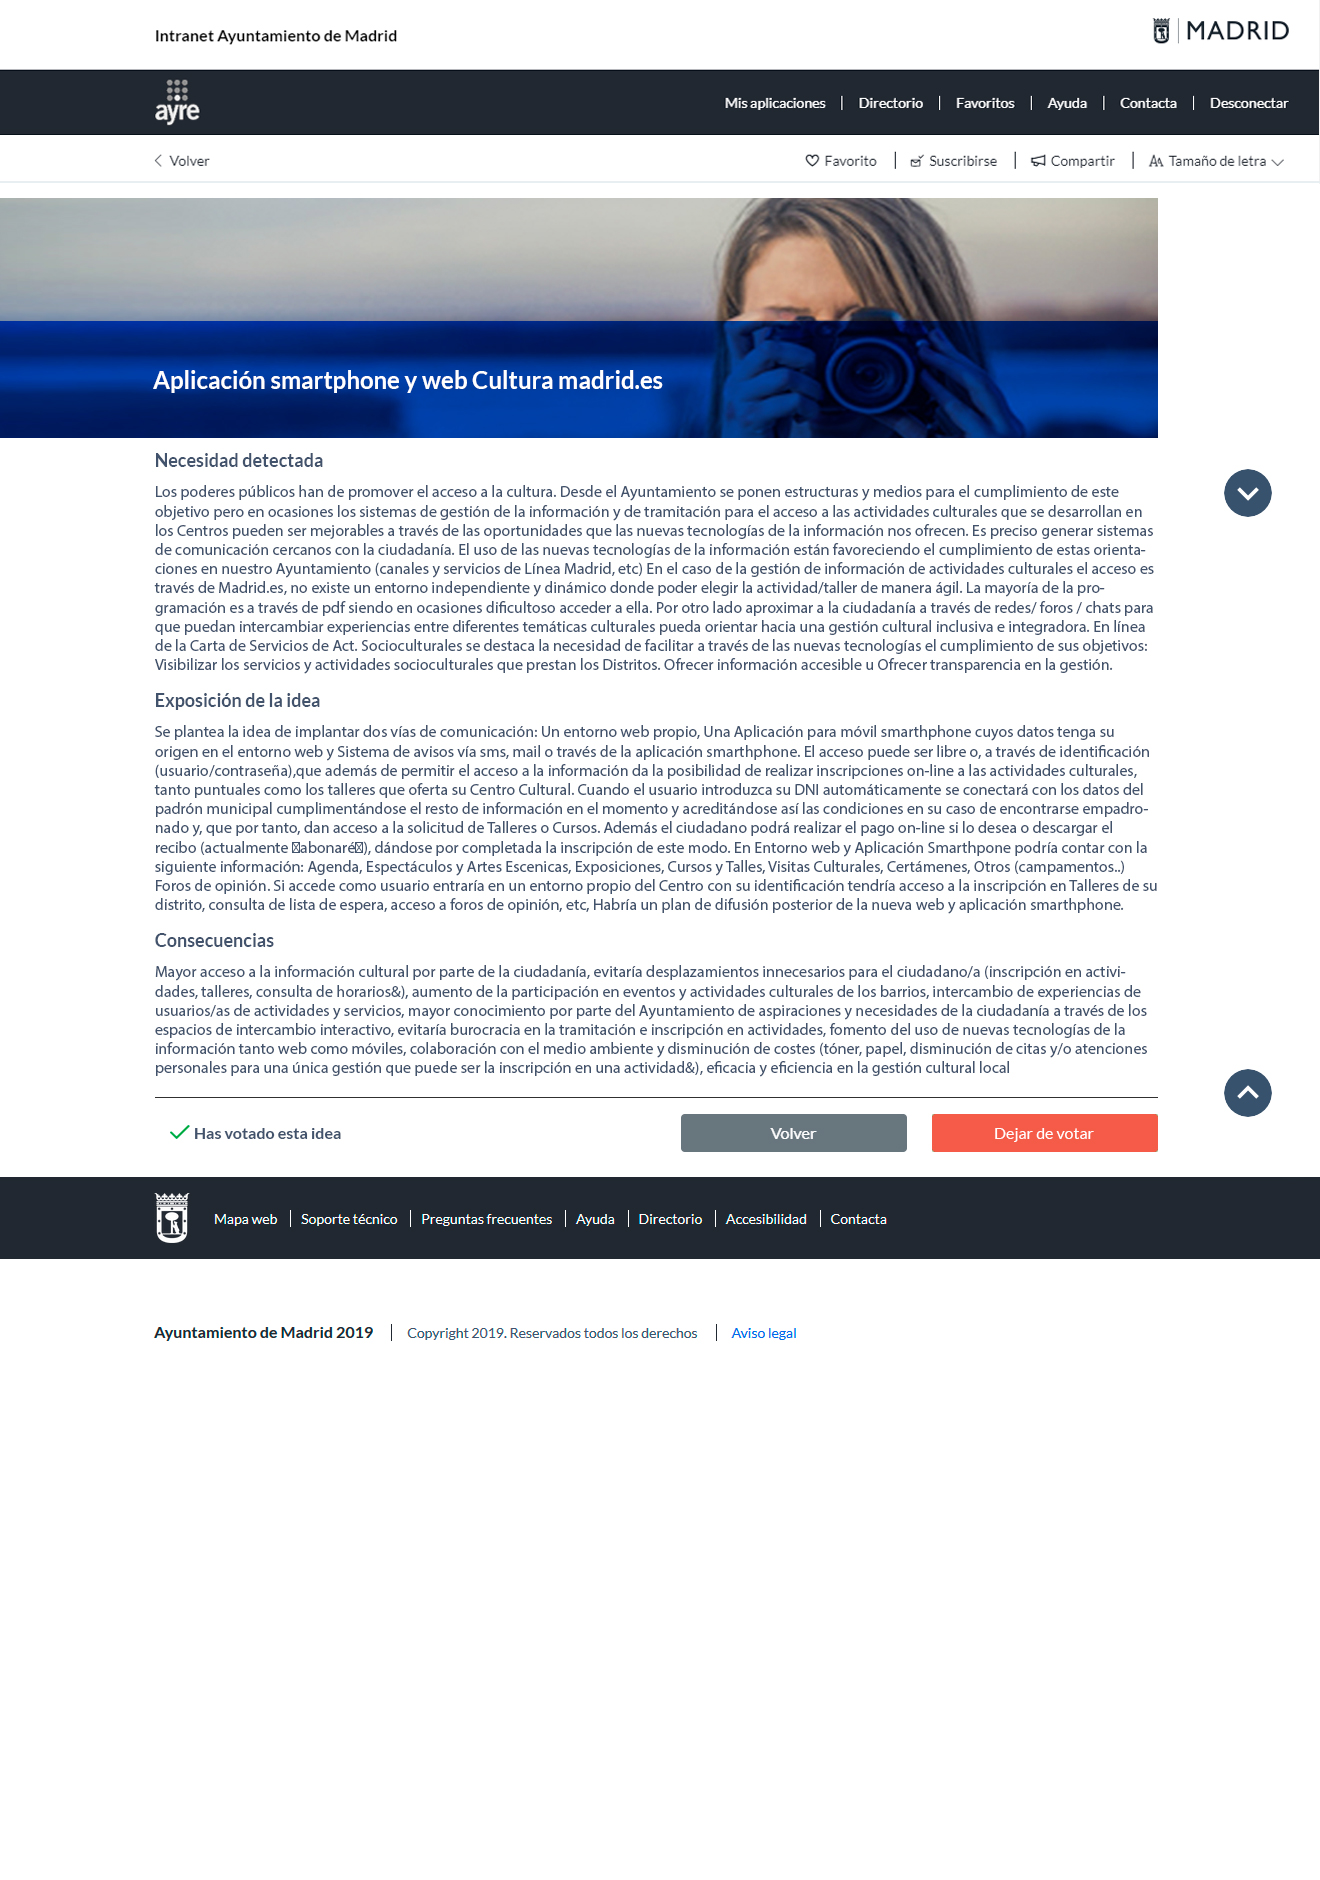 Intranet Ayuntamiento de Madrid
MADRID
ayre
Mis aplicaciones
Directorio
Favoritos
Ayuda
Contacta
Desconectar
Volver
Favorito
Suscribirse
Compartir
Tamaño de letra
Aplicación smartphone y web Cultura madrid.es
Necesidad detectada
Los poderes públicos han de promover el acceso a la cultura. Desde el Ayuntamiento se ponen estructuras y medios para el cumplimiento de este
objetivo pero en ocasiones los sistemas de gestión de la información y de tramitación para el acceso a las actividades culturales que se desarrollan en
los Centros pueden ser mejorables a través de las oportunidades que las nuevas tecnologías de la información nos ofrecen. Es preciso generar sistemas
de comunicación cercanos con la ciudadanía. El uso de las nuevas tecnologías de la información están favoreciendo el cumplimiento de estas orienta-
ciones en nuestro Ayuntamiento (canales y servicios de Línea Madrid, etc) En el caso de la gestión de información de actividades culturales el acceso es
través de Madrid.es, no existe un entorno independiente y dinámico donde poder elegir la actividad/taller de manera ágil. La mayoría de la pro-
gramación es a través de pdf siendo en ocasiones dificultoso acceder a ella. Por otro lado aproximar a la ciudadanía a través de redes/ foros / chats para
que puedan intercambiar experiencias entre diferentes temáticas culturales pueda orientar hacia una gestión cultural inclusiva e integradora. En línea
de la Carta de Servicios de Act. Socioculturales se destaca la necesidad de facilitar a través de las nuevas tecnologías el cumplimiento de sus objetivos:
Visibilizar los servicios y actividades socioculturales que prestan los Distritos. Ofrecer información accesible u Ofrecer transparencia en la gestión.
Exposición de la idea
Se plantea la idea de implantar dos vías de comunicación: Un entorno web propio, Una Aplicación para móvil smarthphone cuyos datos tenga su
origen en el entorno web y Sistema de avisos vía sms, mail o través de la aplicación smarthphone. El acceso puede ser libre o, a través de identificación
(usuario/contraseña),que además de permitir el acceso a la información da la posibilidad de realizar inscripciones on-line a las actividades culturales,
tanto puntuales como los talleres que oferta su Centro Cultural. Cuando el usuario introduzca su DNI automáticamente se conectará con los datos del
padrón municipal cumplimentándose el resto de información en el momento y acreditándose así las condiciones en su caso de encontrarse empadro-
nado y, que por tanto, dan acceso a la solicitud de Talleres o Cursos. Además el ciudadano podrá realizar el pago on-line si lo desea o descargar el
recibo (actualmente abonaré), dándose por completada la inscripción de este modo. En Entorno web y Aplicación Smarthpone podría contar con la
siguiente información: Agenda, Espectáculos y Artes Escenicas, Exposiciones, Cursos y Talles, Visitas Culturales, Certámenes, Otros (campamentos..)
Foros de opinión. Si accede como usuario entraría en un entorno propio del Centro con su identificación tendría acceso a la inscripción en Talleres de su
distrito, consulta de lista de espera, acceso a foros de opinión, etc, Habría un plan de difusión posterior de la nueva web y aplicación smarthphone.
Consecuencias
Mayor acceso a la información cultural por parte de la ciudadanía, evitaría desplazamientos innecesarios para el ciudadano/a (inscripción en activi-
dades, talleres, consulta de horarios&), aumento de la participación en eventos y actividades culturales de los barrios, intercambio de experiencias de
usuarios/as de actividades y servicios, mayor conocimiento por parte del Ayuntamiento de aspiraciones y necesidades de la ciudadanía a través de los
espacios de intercambio interactivo, evitaría burocracia en la tramitación e inscripción en actividades, fomento del uso de nuevas tecnologías de la
información tanto web como móviles, colaboración con el medio ambiente y disminución de costes (tóner, papel, disminución de citas y/o atenciones
personales para una única gestión que puede ser la inscripción en una actividad&), eficacia y eficiencia en la gestión cultural local
Has votado esta idea
Volver
Dejar de votar
Mapa web
Soporte técnico
Preguntas frecuentes
Ayuda
Directorio
Accesibilidad
Contacta
Ayuntamiento de Madrid 2019
Copyright 2019. Reservados todos los derechos
Aviso legal